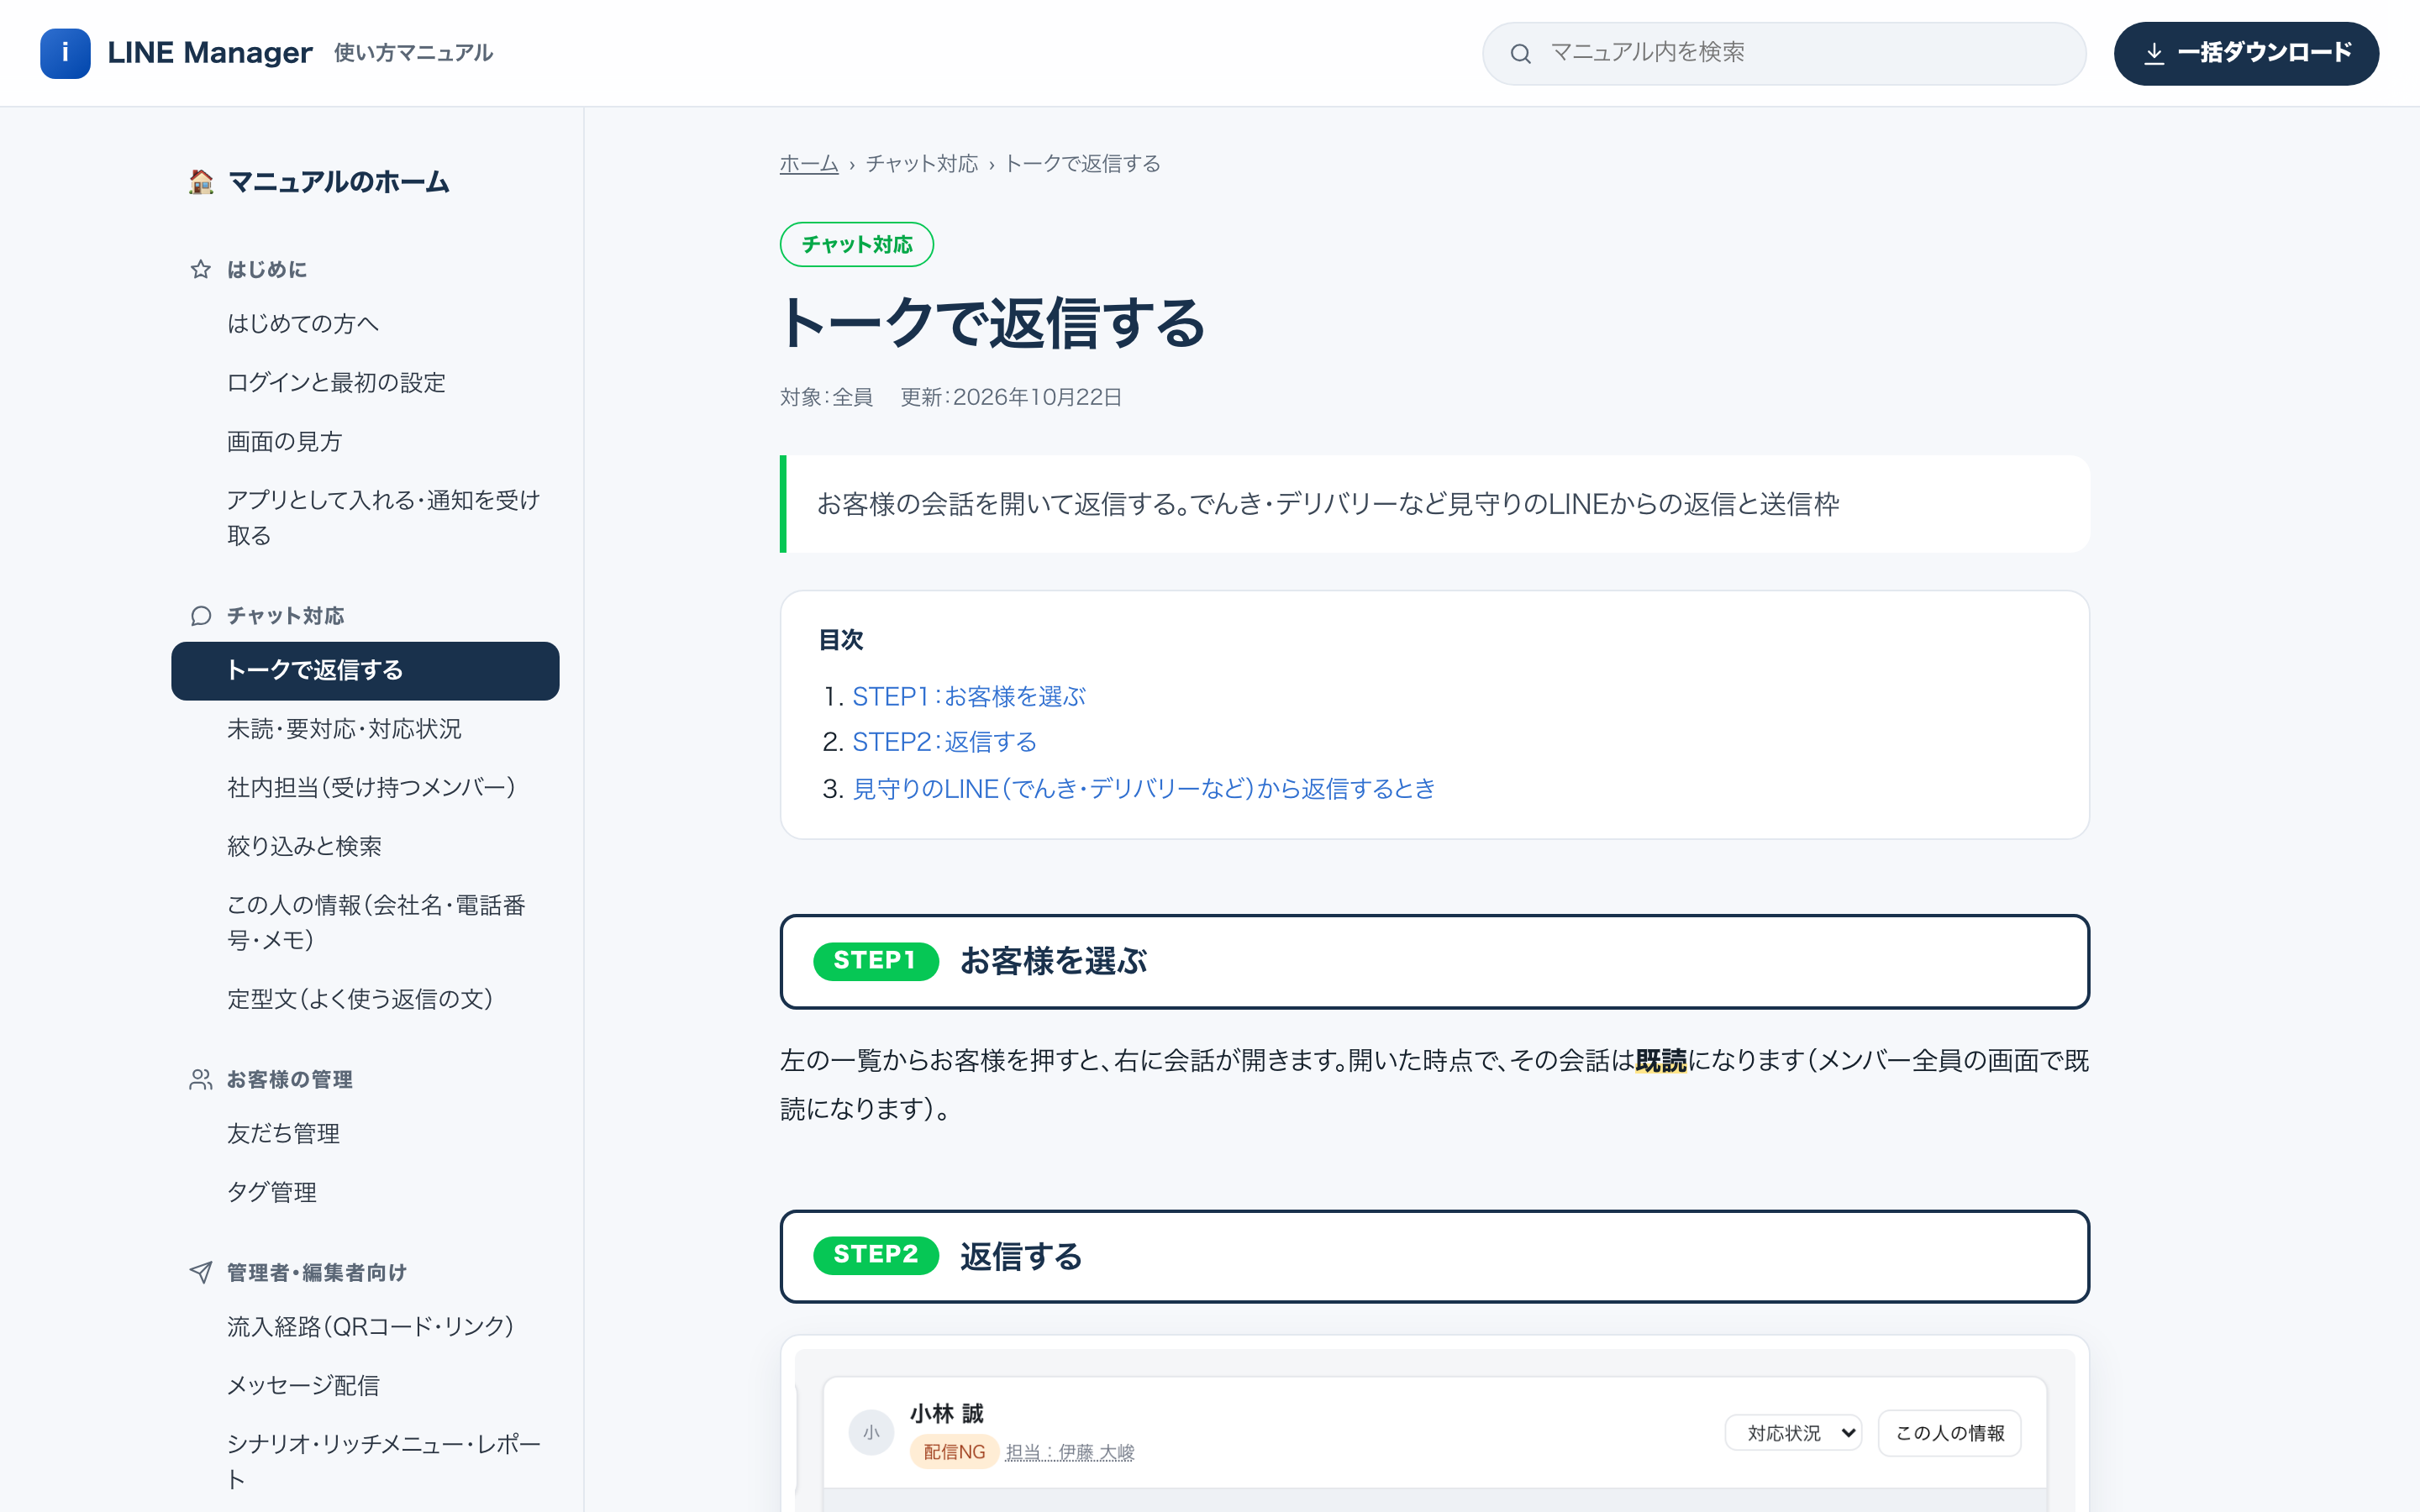 i LINE Manager 使い方マニュアル
マニュアル内を検索
一括ダウンロード
🏠 マニュアルのホーム
はじめに
はじめての方へ
ログインと最初の設定
画面の見方
アプリとして入れる・通知を受け
取る
チャット対応
トークで返信する
未読・要対応・対応状況
社内担当（受け持つメンバー）
絞り込みと検索
この人の情報（会社名・電話番
号・メモ）
定型文（よく使う返信の文）
お客様の管理
友だち管理
タグ管理
管理者・編集者向け
流入経路（QRコード・リンク）
メッセージ配信
シナリオ・リッチメニュー・レポー
ト
ホーム › チャット対応 › トークで返信する
チャット対応
トークで返信する
対象：全員 更新：2026年10月22日
お客様の会話を開いて返信する。でんき・デリバリーなど見守りのLINEからの返信と送信枠
目次
1. STEP1：お客様を選ぶ
2. STEP2：返信する
3. 見守りのLINE（でんき・デリバリーなど）から返信するとき
STEP1 お客様を選ぶ
左の一覧からお客様を押すと、右に会話が開きます。開いた時点で、その会話は既読になります（メンバー全員の画面で既
読になります）。
STEP2 返信する
小
小林 誠
配信NG 担当：伊藤 大峻
対応状況
この人の情報